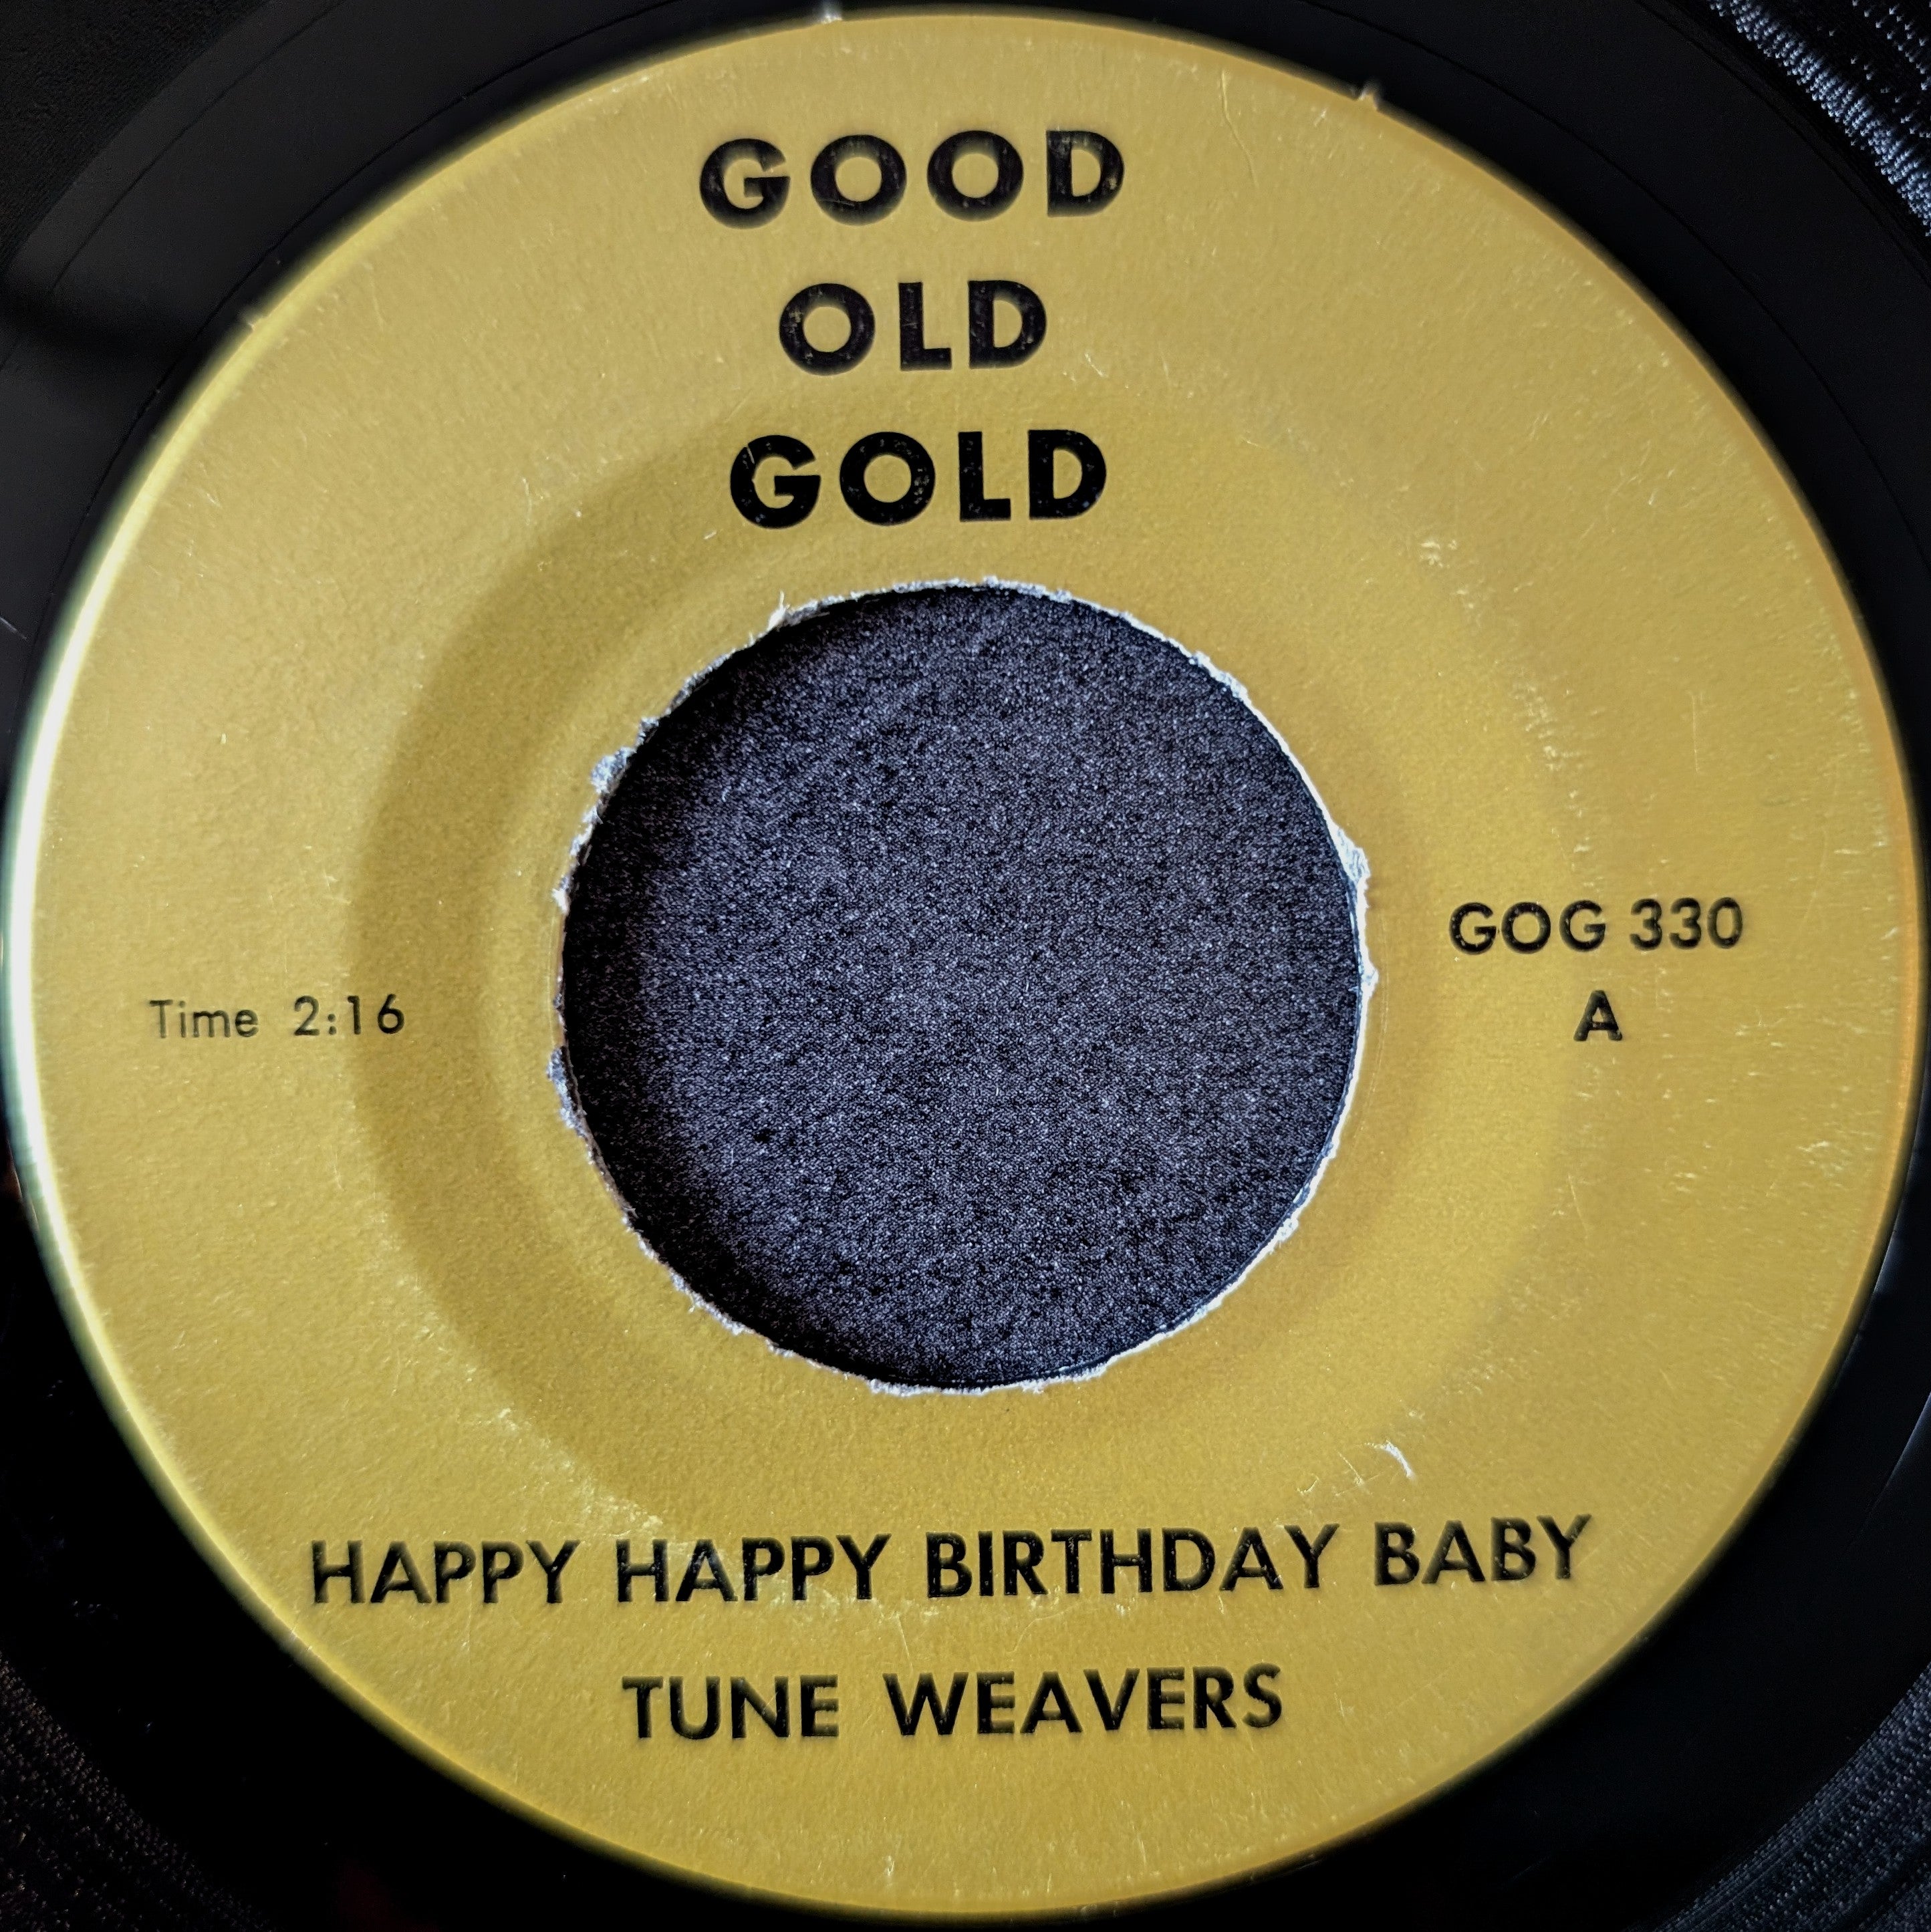 GOOD
OLD
GOLD
GOG 330
A
Time 2:16
HAPPY HAPPY BIRTHDAY BABY
TUNE WEAVERS